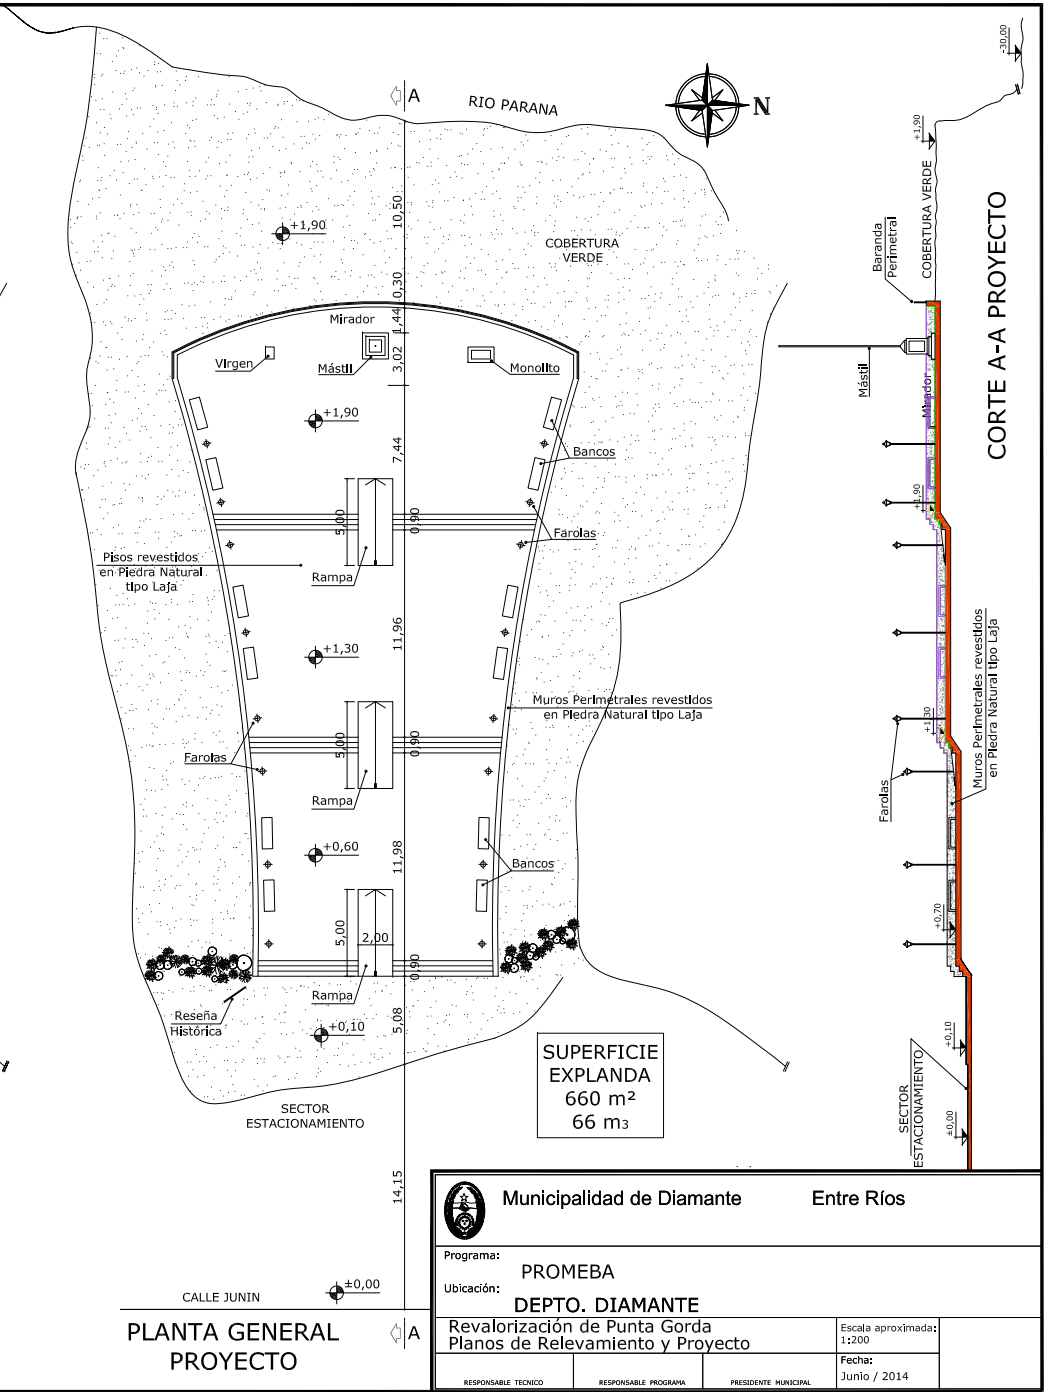 A
RIO PARANA
N
-30,00
+1,90
COBERTURA VERDE
Baranda
Perimetral
CORTE A-A PROYECTO
+1,90
10,50
COBERTURA
VERDE
0,30
1,44
3,02
Mirador
Virgen
Mástil
Monolito
Mástil
Mirador
+1,90
7,44
Bancos
+1,90
5,00
0,90
Farolas
Pisos revestidos
en Piedra Natural
tipo Laja
Rampa
+1,30
11,96
Muros Perimetrales revestidos
en Piedra Natural tipo Laja
Muros Perimetrales revestidos
en Piedra Natural tipo Laja
+1,30
Farolas
5,00
0,90
Rampa
Farolas
+0,60
11,98
Bancos
5,00
2,00
0,90
+0,70
Rampa
Reseña
Histórica
+0,10
5,08
+0,10
SUPERFICIE
EXPLANDA
660 m²
66 m3
SECTOR
ESTACIONAMIENTO
SECTOR
ESTACIONAMIENTO
±0,00
14,15
±0,00
CALLE JUNIN
PLANTA GENERAL
PROYECTO
A
Municipalidad de Diamante Entre Ríos
Programa:
PROMEBA
Ubicación:
DEPTO. DIAMANTE
Revalorización de Punta Gorda
Planos de Relevamiento y Proyecto
Escala aproximada:
1:200
Fecha:
Junio / 2014
RESPONSABLE TECNICO
RESPONSABLE PROGRAMA
PRESIDENTE MUNICIPAL